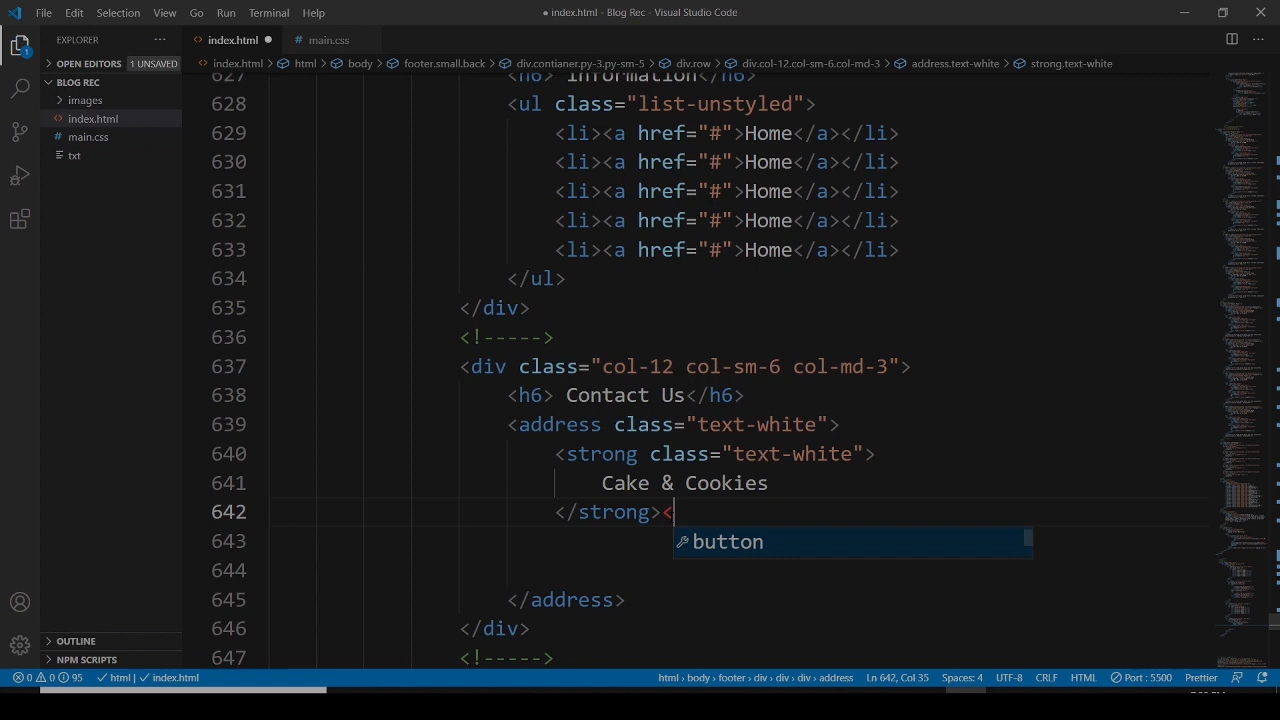 File Edit Selection View Go Run Terminal Help
● index.html - Blog Rec - Visual Studio Code
EXPLORER
index.html
main.css
OPEN EDITORS 1 UNSAVED
index.html > html > body > footer.small.back > div.contianer.py-3.py-sm-5 > div.row > div.col-12.col-sm-6.col-md-3 > address.text-white > strong.text-white
BLOG REC
images
index.html
main.css
txt
627 <h6> Information</h6>
628 <ul class="list-unstyled">
629 <li><a href="#">Home</a></li>
630 <li><a href="#">Home</a></li>
631 <li><a href="#">Home</a></li>
632 <li><a href="#">Home</a></li>
633 <li><a href="#">Home</a></li>
634 </ul>
635 </div>
636 <!----->
637 <div class="col-12 col-sm-6 col-md-3">
638 <h6> Contact Us</h6>
639 <address class="text-white">
640 <strong class="text-white">
641 Cake & Cookies
642 </strong><
643
button
644
645 </address>
646 </div>
647 <!----->
OUTLINE
NPM SCRIPTS
1
0 0 95 html | index.html
html › body › footer › div › div › div › address Ln 642, Col 35 Spaces: 4 UTF-8 CRLF HTML Port : 5500 Prettier